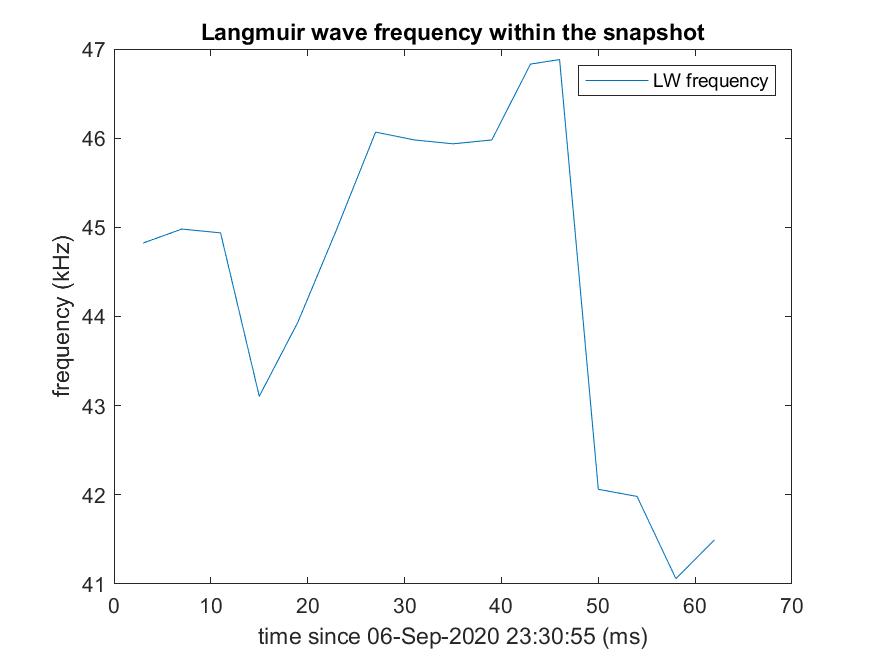 Langmuir wave frequency within the snapshot
LW frequency
47
46
45
44
43
42
41
frequency (kHz)
0 10 20 30 40 50 60 70
time since 06-Sep-2020 23:30:55 (ms)